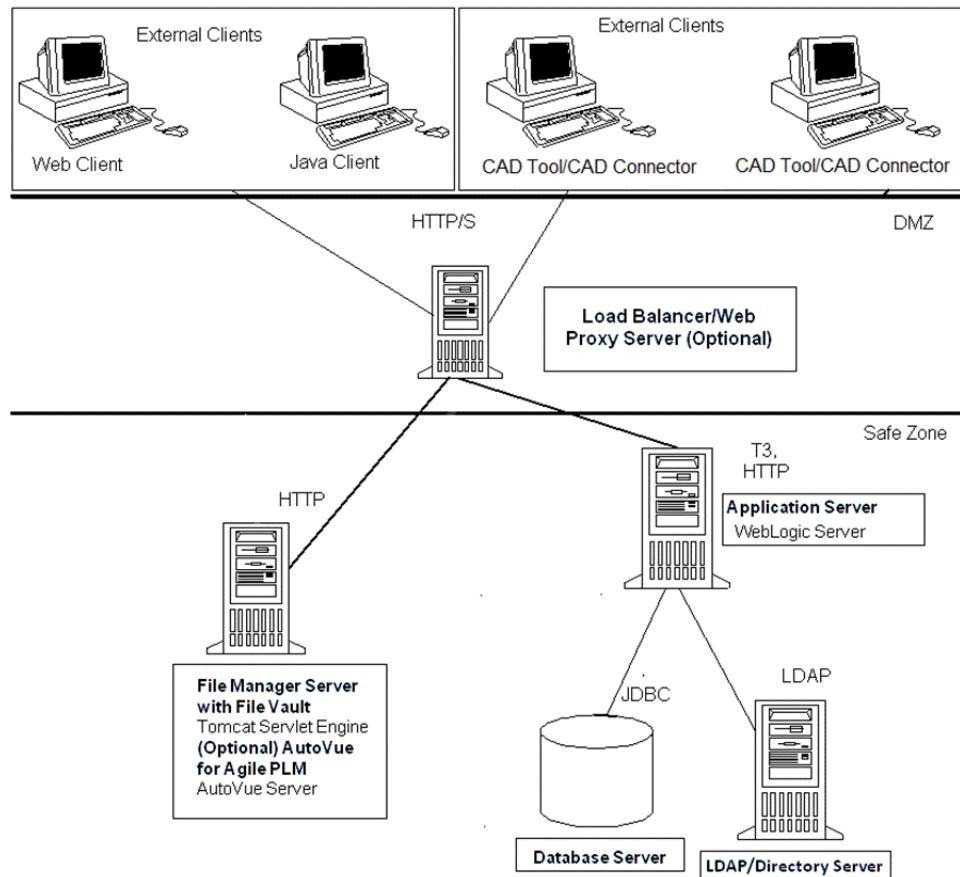 External Clients
Web Client
Java Client
External Clients
CAD Tool/CAD Connector
CAD Tool/CAD Connector
HTTP/S
DMZ
Load Balancer/Web
Proxy Server (Optional)
Safe Zone
T3,
HTTP
Application Server
WebLogic Server
HTTP
File Manager Server
with File Vault
Tomcat Servlet Engine
(Optional) AutoVue
for Agile PLM
AutoVue Server
JDBC
LDAP
Database Server
LDAP/Directory Server